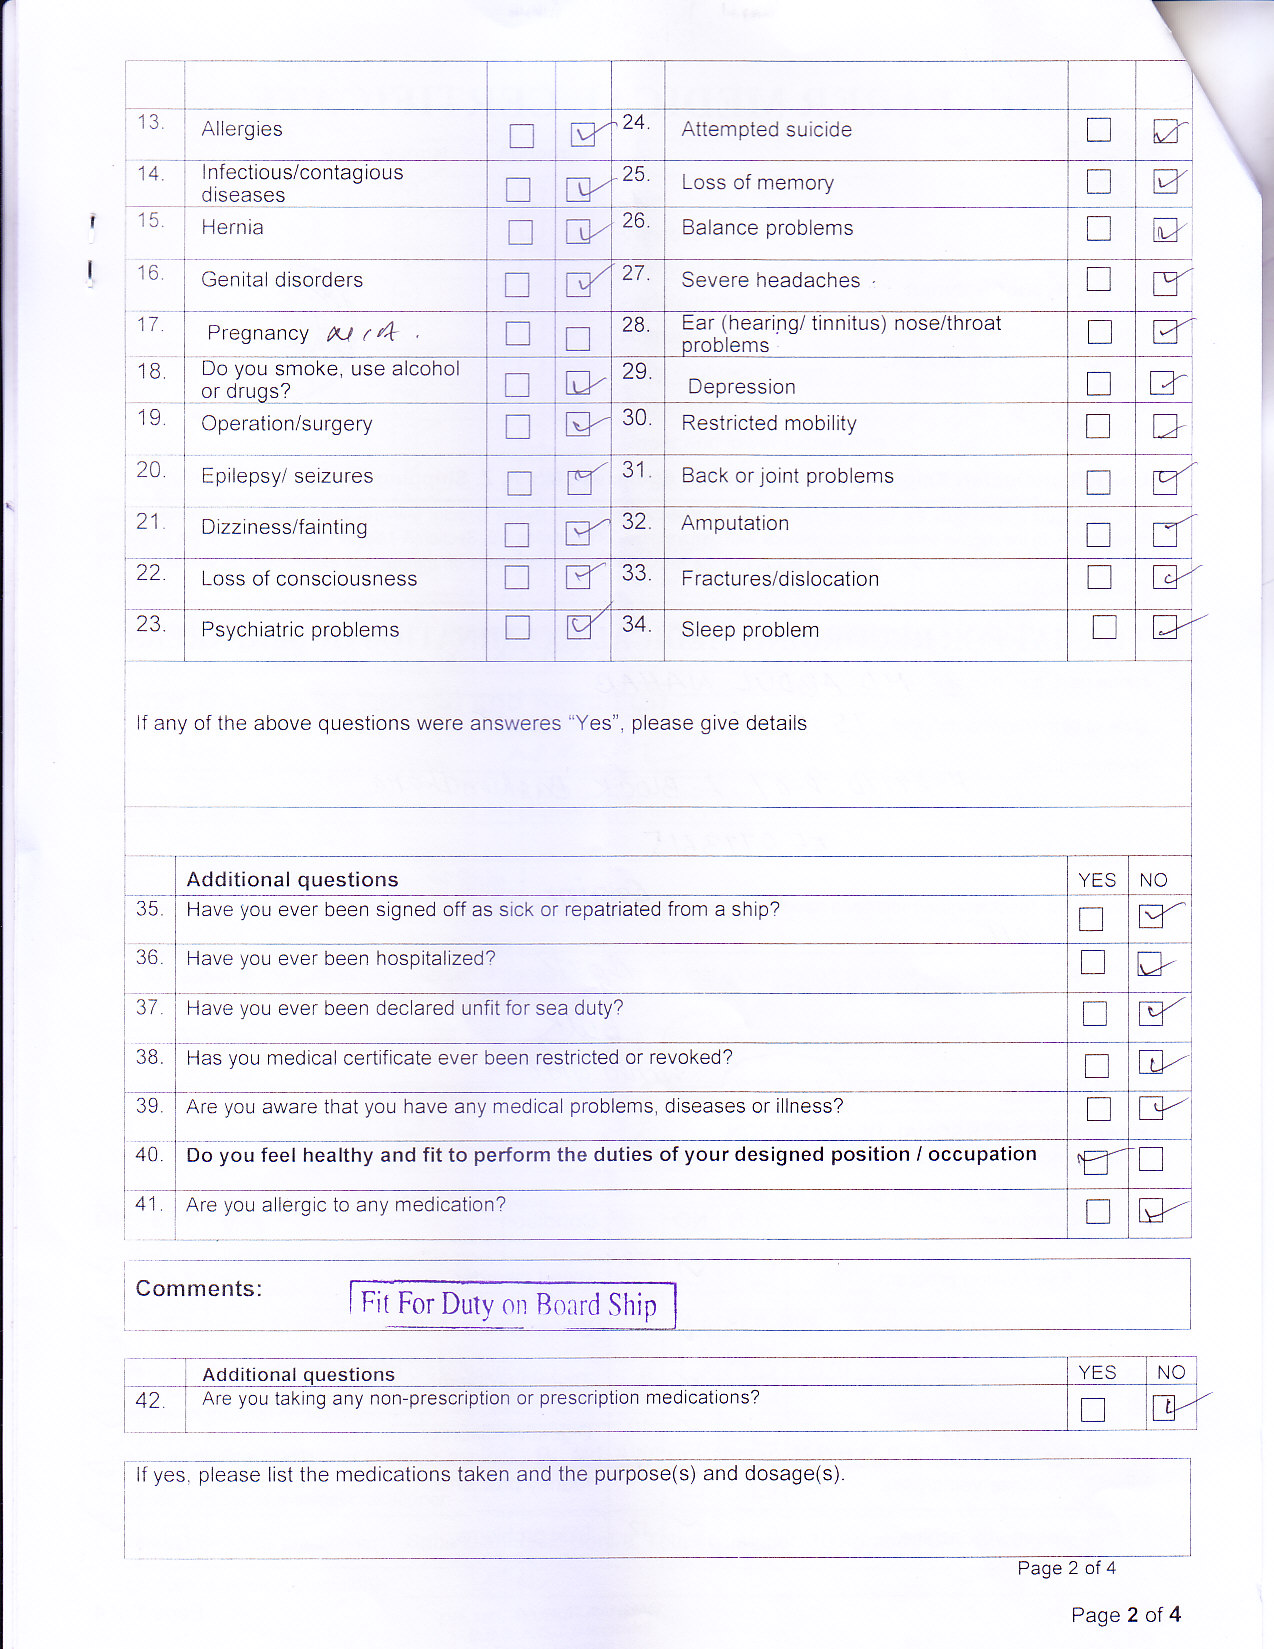 13. Allergies 24. Attempted suicide
14. Infectious/contagious diseases 25. Loss of memory
15. Hernia 26. Balance problems
16. Genital disorders 27. Severe headaches
17. Pregnancy N/A. 28. Ear (hearing/ tinnitus) nose/throat problems
18. Do you smoke, use alcohol or drugs? 29. Depression
19. Operation/surgery 30. Restricted mobility
20. Epilepsy/ seizures 31. Back or joint problems
21. Dizziness/fainting 32. Amputation
22. Loss of consciousness 33. Fractures/dislocation
23. Psychiatric problems 34. Sleep problem
If any of the above questions were answeres “Yes”, please give details
Additional questions YES NO
35. Have you ever been signed off as sick or repatriated from a ship?
36. Have you ever been hospitalized?
37. Have you ever been declared unfit for sea duty?
38. Has you medical certificate ever been restricted or revoked?
39. Are you aware that you have any medical problems, diseases or illness?
40. Do you feel healthy and fit to perform the duties of your designed position / occupation
41. Are you allergic to any medication?
Comments: Fit For Duty on Board Ship
Additional questions YES NO
42. Are you taking any non-prescription or prescription medications?
If yes, please list the medications taken and the purpose(s) and dosage(s).
Page 2 of 4
Page 2 of 4